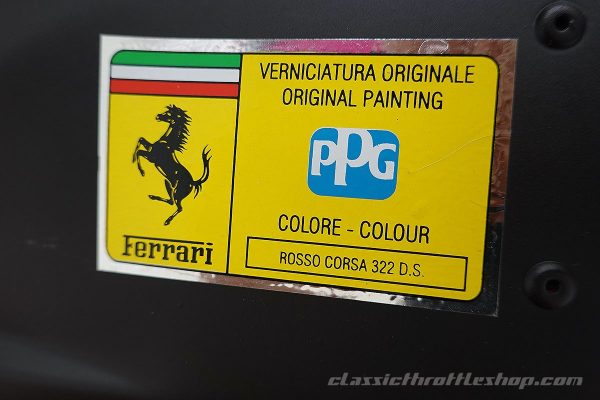 VERNICIATURA ORIGINALE
ORIGINAL PAINTING
PPG
COLORE - COLOUR
Ferrari
ROSSO CORSA 322 D.S.
classicthrottleshop.com